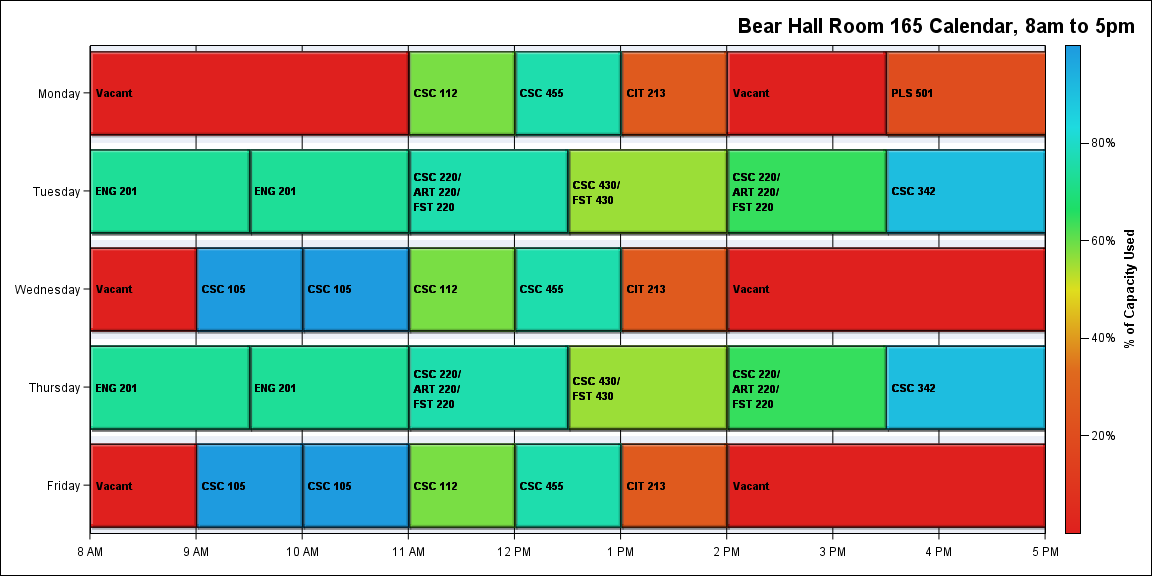 Bear Hall Room 165 Calendar, 8am to 5pm
Monday
Vacant
CSC 112
CSC 455
CIT 213
Vacant
PLS 501
Tuesday
ENG 201
ENG 201
CSC 220/
ART 220/
FST 220
CSC 430/
FST 430
CSC 220/
ART 220/
FST 220
CSC 342
Wednesday
Vacant
CSC 105
CSC 105
CSC 112
CSC 455
CIT 213
Vacant
Thursday
ENG 201
ENG 201
CSC 220/
ART 220/
FST 220
CSC 430/
FST 430
CSC 220/
ART 220/
FST 220
CSC 342
Friday
Vacant
CSC 105
CSC 105
CSC 112
CSC 455
CIT 213
Vacant
8 AM
9 AM
10 AM
11 AM
12 PM
1 PM
2 PM
3 PM
4 PM
5 PM
80%
60%
40%
20%
% of Capacity Used